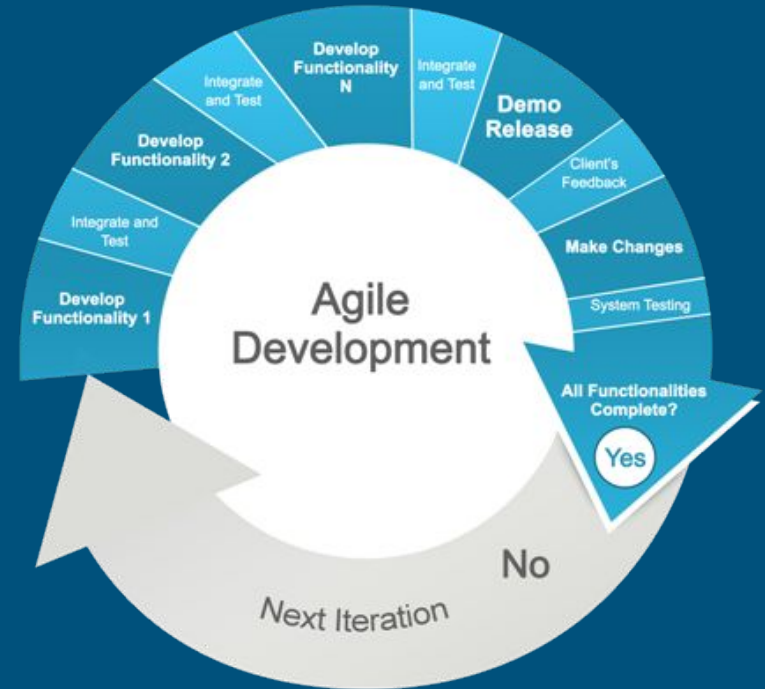 Develop
Functionality 1
Integrate and
Test
Develop
Functionality 2
Integrate
and Test
Develop
Functionality
N
Integrate
and Test
Demo
Release
Client's
Feedback
Make Changes
System Testing
All Functionalities
Complete?
Yes
No
Next Iteration
Agile
Development